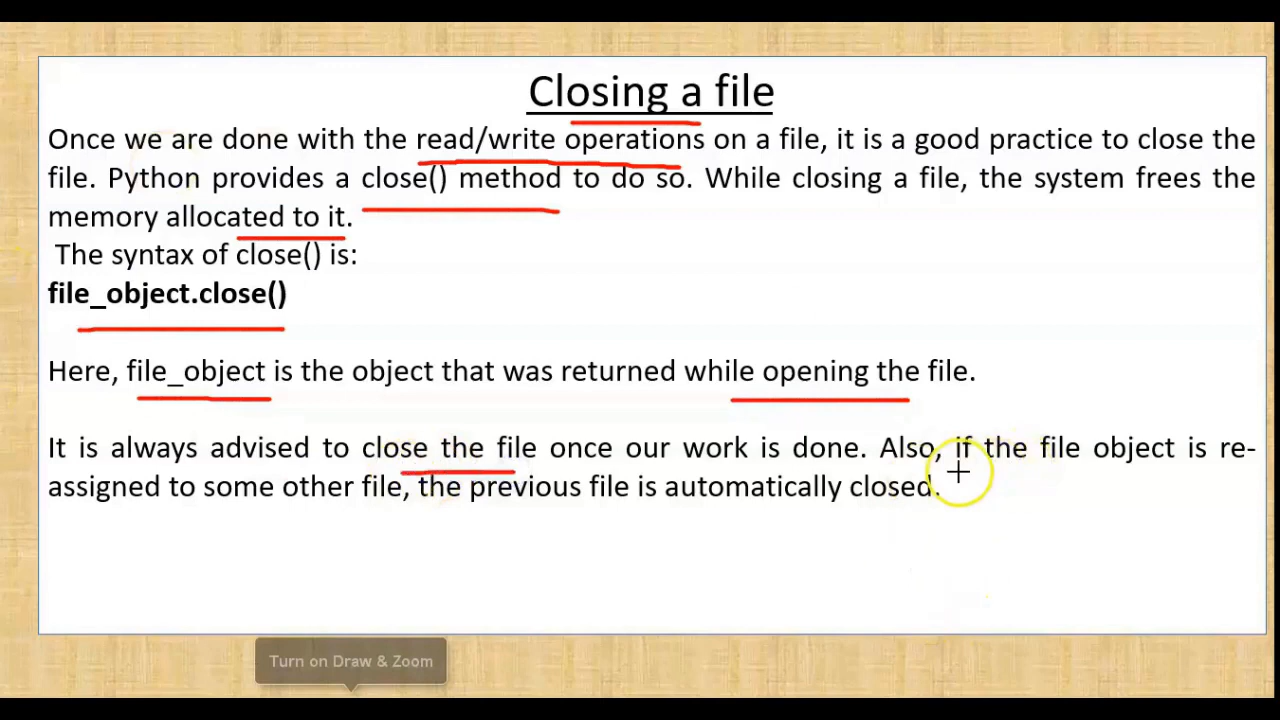 Closing a file
Once we are done with the read/write operations on a file, it is a good practice to close the
file. Python provides a close() method to do so. While closing a file, the system frees the
memory allocated to it.
The syntax of close() is:
file_object.close()
Here, file_object is the object that was returned while opening the file.
It is always advised to close the file once our work is done. Also, if the file object is re-
assigned to some other file, the previous file is automatically closed.
Turn on Draw & Zoom